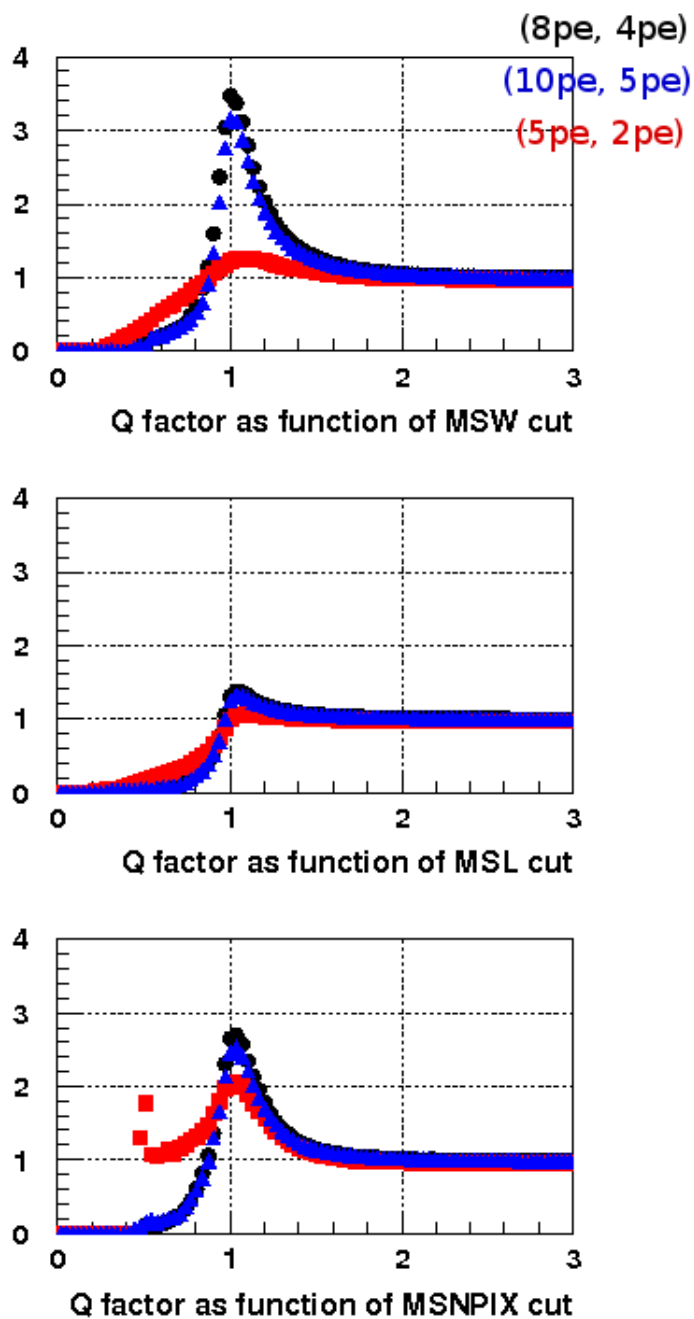 (8pe, 4pe)
(10pe, 5pe)
(5pe, 2pe)
4
3
2
1
0
0 1 2 3
Q factor as function of MSW cut
4
3
2
1
0
0 1 2 3
Q factor as function of MSL cut
4
3
2
1
0
0 1 2 3
Q factor as function of MSNPIX cut